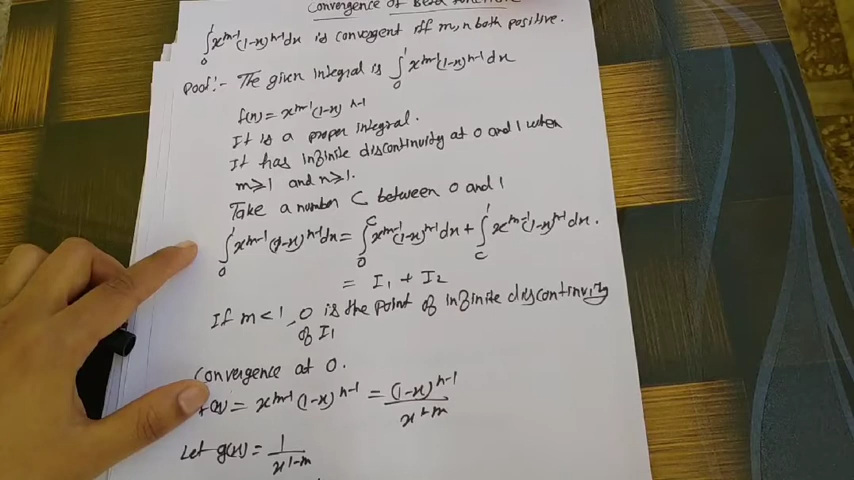 Convergence of Beta function
∫₀¹ x^{m-1}(1-x)^{n-1}dx is convergent iff m, n both positive.
Proof:- The given integral is ∫₀¹ x^{m-1}(1-x)^{n-1}dx
f(x) = x^{m-1}(1-x)^{n-1}
It is a proper integral.
It has infinite discontinuity at 0 and 1 when
m≥1 and n≥1.
Take a number C between 0 and 1
∫₀¹ x^{m-1}(1-x)^{n-1}dx = ∫₀^C x^{m-1}(1-x)^{n-1}dx + ∫_C¹ x^{m-1}(1-x)^{n-1}dx.
= I₁ + I₂
If m<1, 0 is the point of infinite discontinuity
of I₁
Convergence at 0.
f(x) = x^{m-1}(1-x)^{n-1} = (1-x)^{n-1}/x^{1-m}
Let g(x) = 1/x^{1-m}